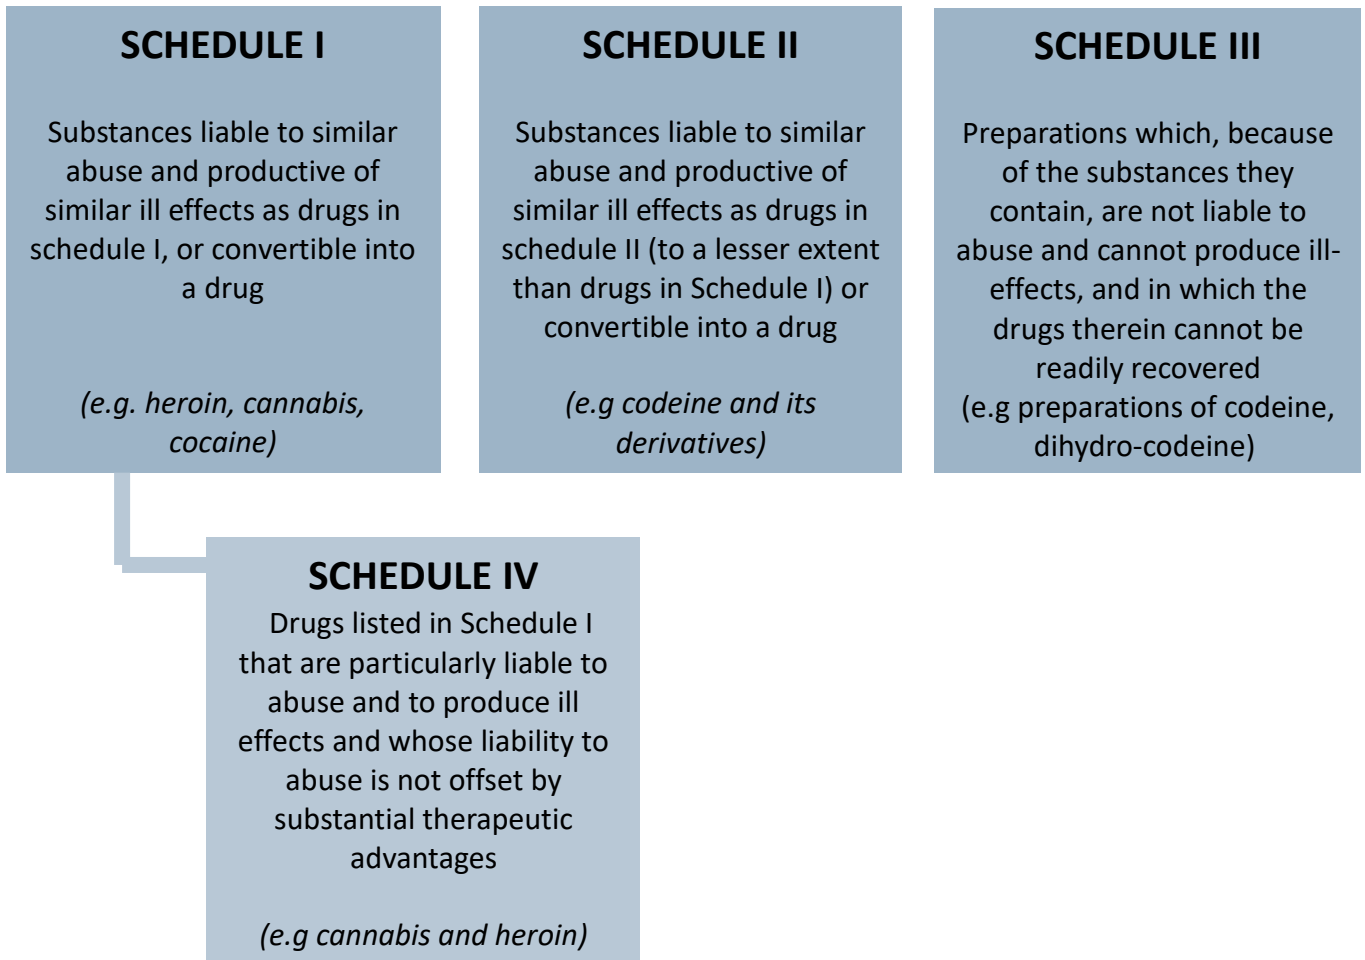 SCHEDULE I
Substances liable to similar
abuse and productive of
similar ill effects as drugs in
schedule I, or convertible into
a drug
(e.g. heroin, cannabis,
cocaine)
SCHEDULE II
Substances liable to similar
abuse and productive of
similar ill effects as drugs in
schedule II (to a lesser extent
than drugs in Schedule I) or
convertible into a drug
(e.g codeine and its
derivatives)
SCHEDULE III
Preparations which, because
of the substances they
contain, are not liable to
abuse and cannot produce ill-
effects, and in which the
drugs therein cannot be
readily recovered
(e.g preparations of codeine,
dihydro-codeine)
SCHEDULE IV
Drugs listed in Schedule I
that are particularly liable to
abuse and to produce ill
effects and whose liability to
abuse is not offset by
substantial therapeutic
advantages
(e.g cannabis and heroin)